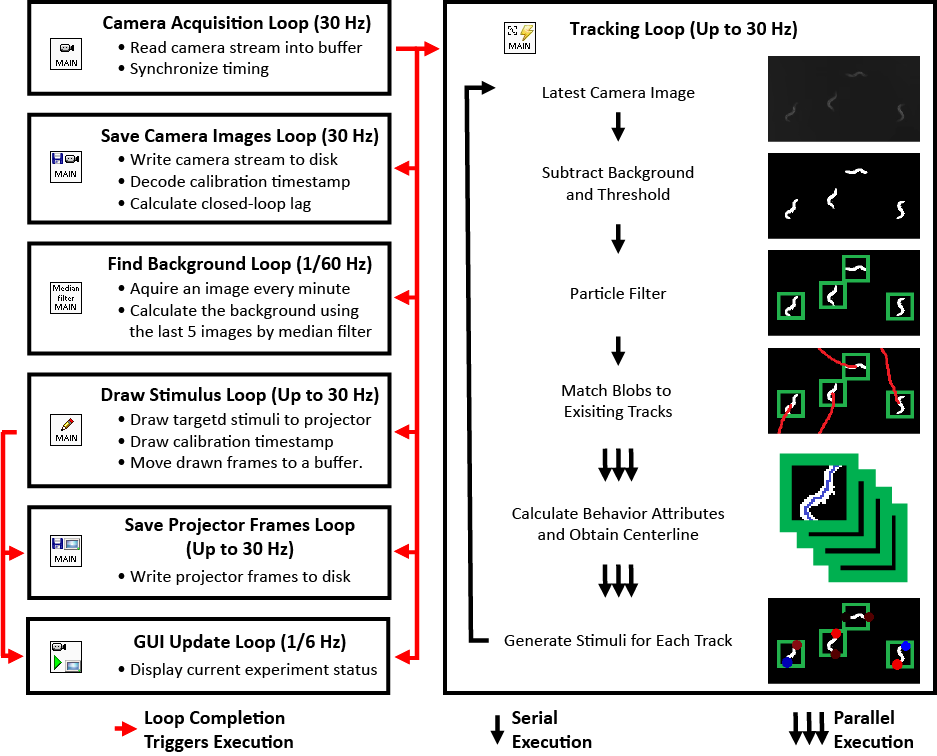 Camera Acquisition Loop (30 Hz)
• Read camera stream into buffer
• Synchronize timing
MAIN
Save Camera Images Loop (30 Hz)
• Write camera stream to disk
• Decode calibration timestamp
• Calculate closed-loop lag
MAIN
Find Background Loop (1/60 Hz)
• Aquire an image every minute
• Calculate the background using
the last 5 images by median filter
Median
filter
MAIN
Draw Stimulus Loop (Up to 30 Hz)
• Draw targetd stimuli to projector
• Draw calibration timestamp
• Move drawn frames to a buffer.
MAIN
Save Projector Frames Loop
(Up to 30 Hz)
• Write projector frames to disk
MAIN
GUI Update Loop (1/6 Hz)
• Display current experiment status
Loop Completion
Triggers Execution
MAIN
Tracking Loop (Up to 30 Hz)
Latest Camera Image
Subtract Background
and Threshold
Particle Filter
Match Blobs to
Exisiting Tracks
Calculate Behavior Attributes
and Obtain Centerline
Generate Stimuli for Each Track
Serial
Execution
Parallel
Execution